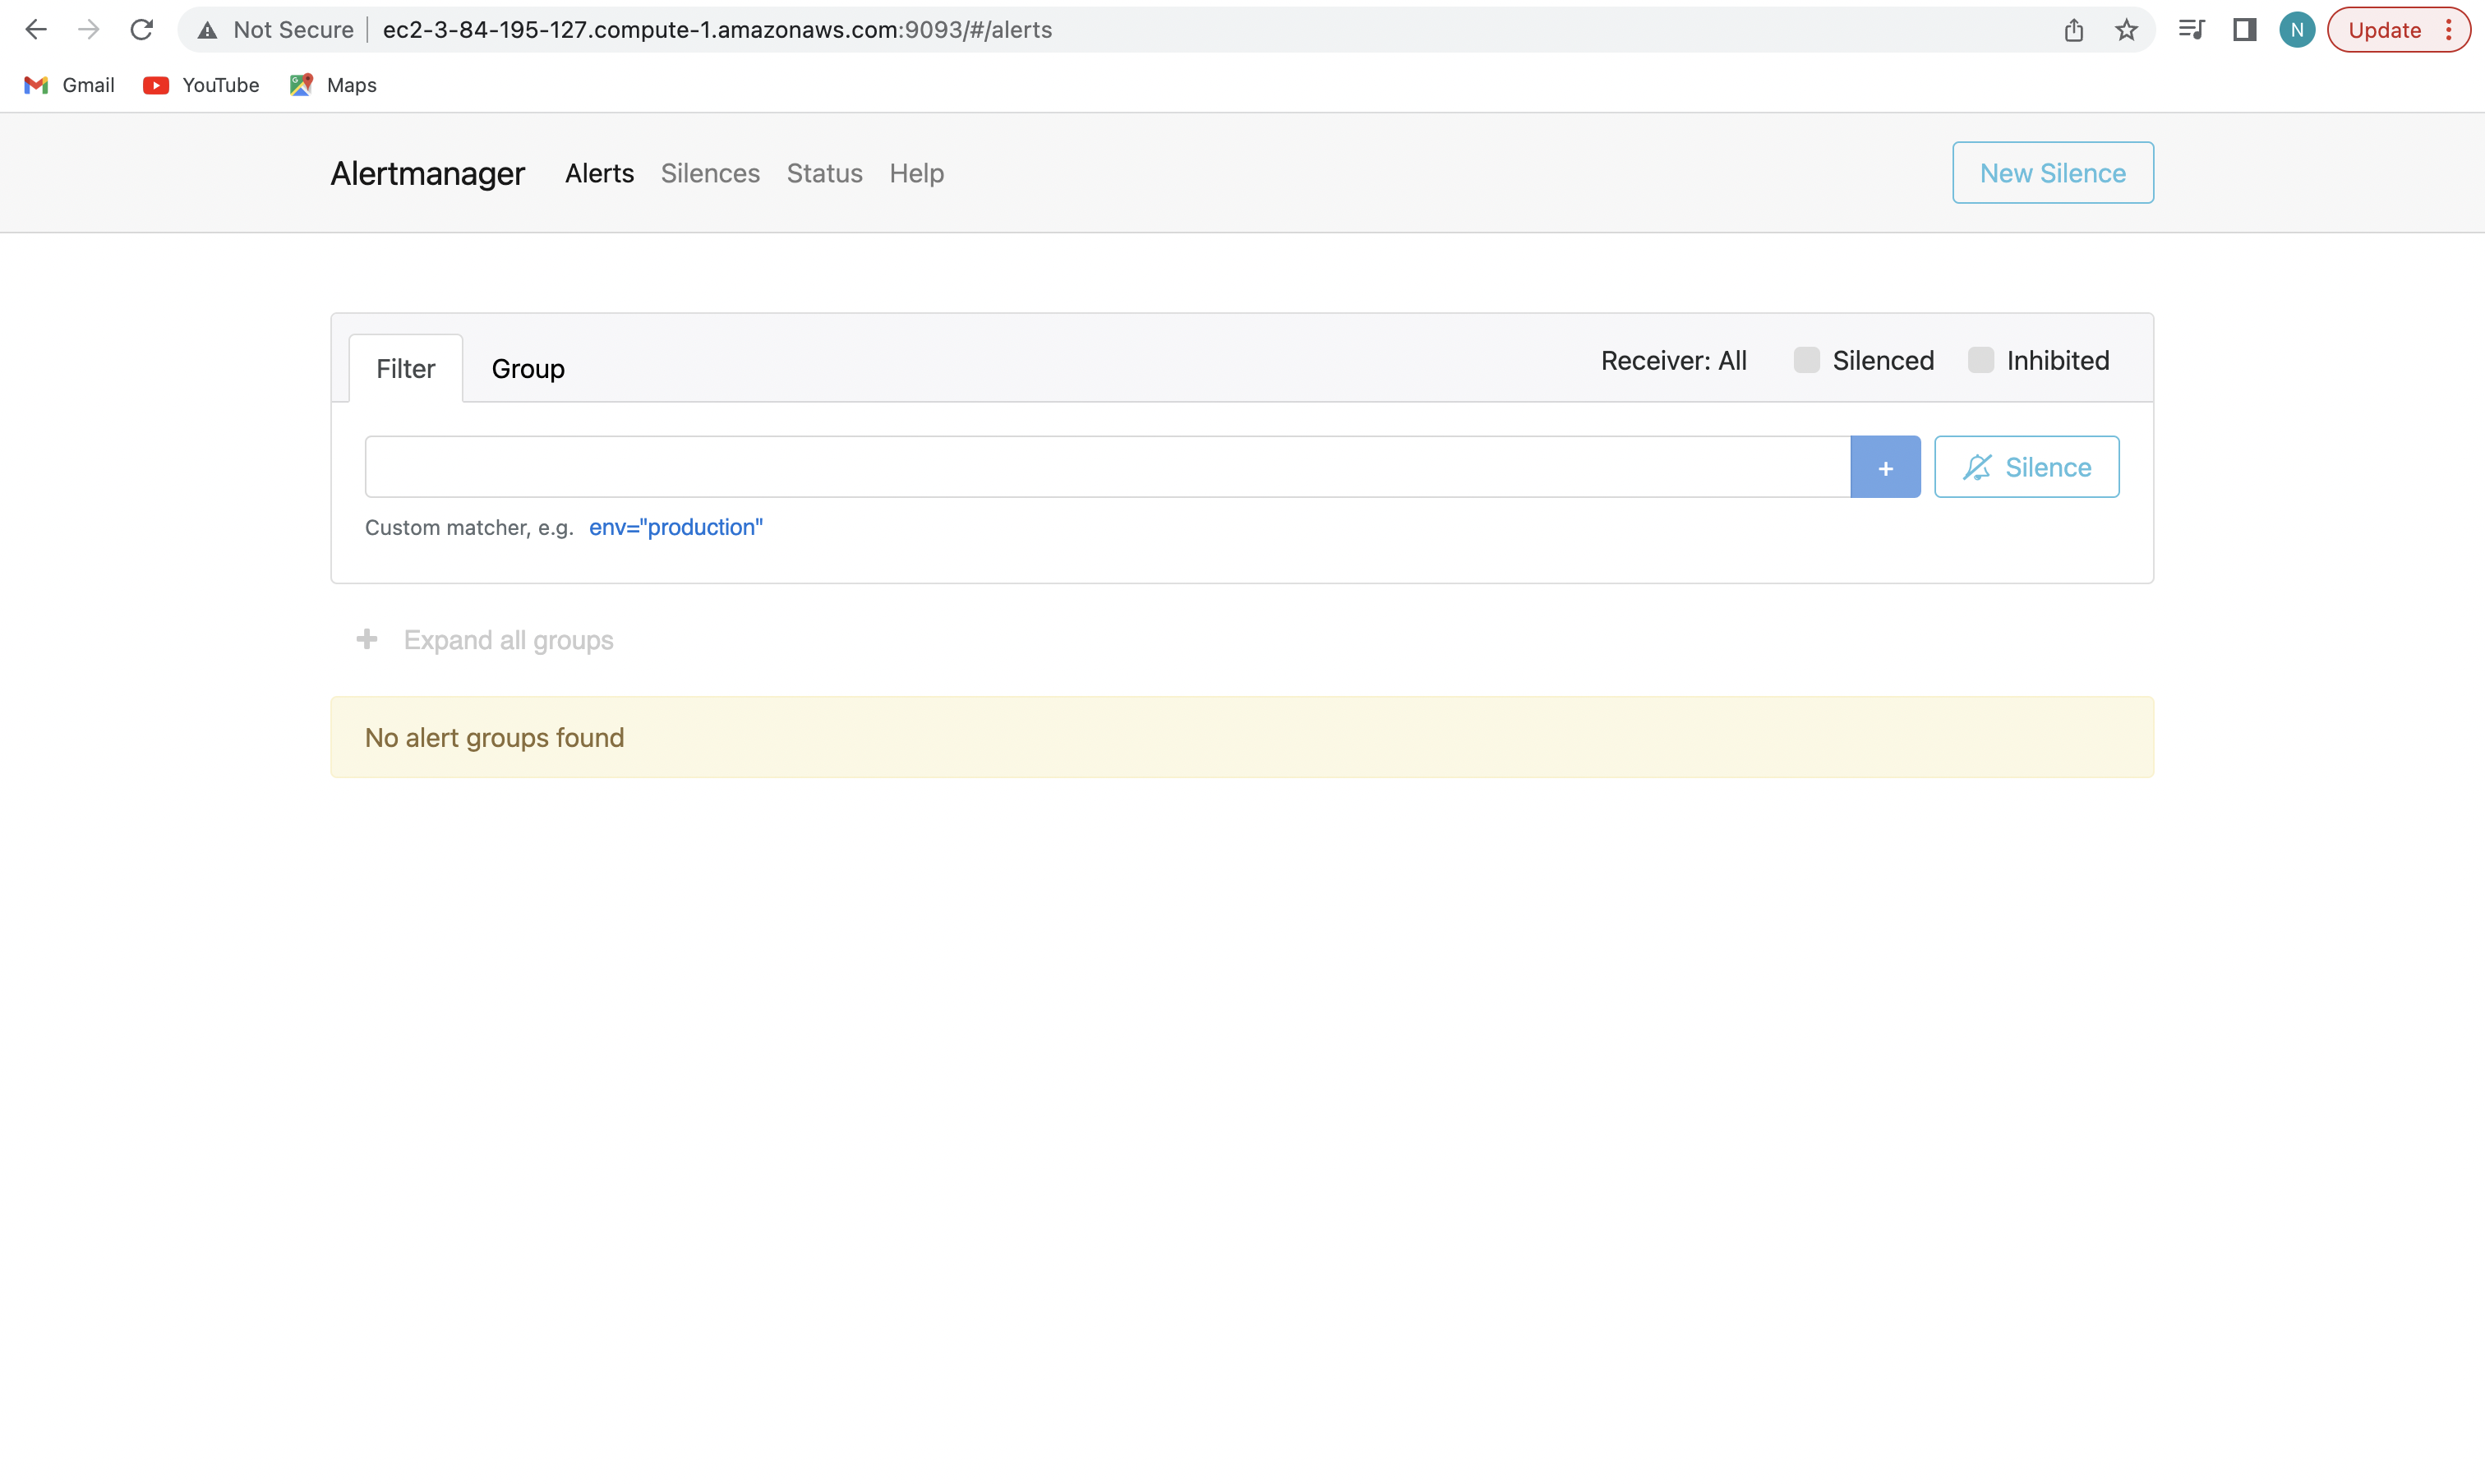 Not Secure ec2-3-84-195-127.compute-1.amazonaws.com:9093/#/alerts N Update
Gmail YouTube Maps
Alertmanager Alerts Silences Status Help New Silence
Filter Group Receiver: All Silenced Inhibited
+ Silence
Custom matcher, e.g. env="production"
+ Expand all groups
No alert groups found